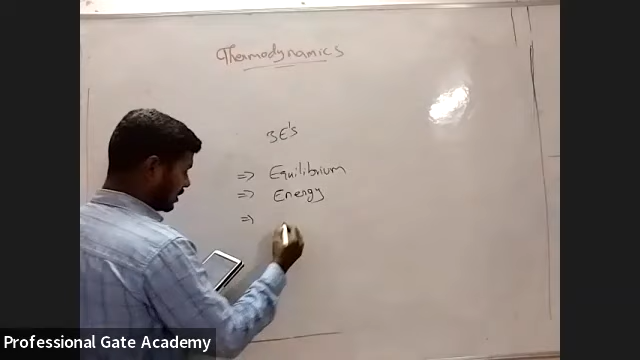 Thermodynamics
3E's
=> Equilibrium
=> Energy
=>
Professional Gate Academy